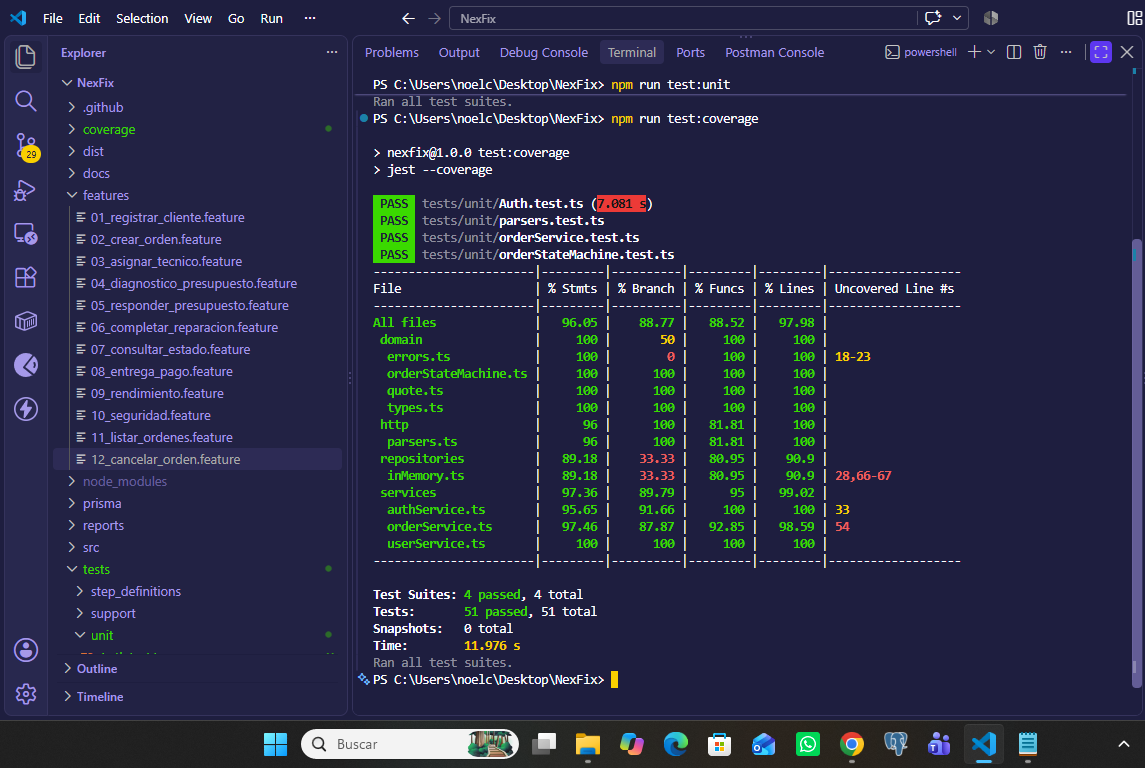 File Edit Selection View Go Run ···
NexFix
Explorer ···
NexFix
.github
coverage
dist
docs
features
01_registrar_cliente.feature
02_crear_orden.feature
03_asignar_tecnico.feature
04_diagnostico_presupuesto.feature
05_responder_presupuesto.feature
06_completar_reparacion.feature
07_consultar_estado.feature
08_entrega_pago.feature
09_rendimiento.feature
10_seguridad.feature
11_listar_ordenes.feature
12_cancelar_orden.feature
node_modules
prisma
reports
src
tests
step_definitions
support
unit
Outline
Timeline
29
Problems Output Debug Console Terminal Ports Postman Console powershell
PS C:\Users\noelc\Desktop\NexFix> npm run test:unit
Ran all test suites.
PS C:\Users\noelc\Desktop\NexFix> npm run test:coverage
> nexfix@1.0.0 test:coverage
> jest --coverage
PASS tests/unit/Auth.test.ts (7.081 s)
PASS tests/unit/parsers.test.ts
PASS tests/unit/orderService.test.ts
PASS tests/unit/orderStateMachine.test.ts
----------------------|---------|----------|---------|---------|-------------------
File | % Stmts | % Branch | % Funcs | % Lines | Uncovered Line #s
----------------------|---------|----------|---------|---------|-------------------
All files | 96.05 | 88.77 | 88.52 | 97.98 |
domain | 100 | 50 | 100 | 100 |
errors.ts | 100 | 0 | 100 | 100 | 18-23
orderStateMachine.ts | 100 | 100 | 100 | 100 |
quote.ts | 100 | 100 | 100 | 100 |
types.ts | 100 | 100 | 100 | 100 |
http | 96 | 100 | 81.81 | 100 |
parsers.ts | 96 | 100 | 81.81 | 100 |
repositories | 89.18 | 33.33 | 80.95 | 90.9 |
inMemory.ts | 89.18 | 33.33 | 80.95 | 90.9 | 28,66-67
services | 97.36 | 89.79 | 95 | 99.02 |
authService.ts | 95.65 | 91.66 | 100 | 100 | 33
orderService.ts | 97.46 | 87.87 | 92.85 | 98.59 | 54
userService.ts | 100 | 100 | 100 | 100 |
----------------------|---------|----------|---------|---------|-------------------
Test Suites: 4 passed, 4 total
Tests: 51 passed, 51 total
Snapshots: 0 total
Time: 11.976 s
Ran all test suites.
PS C:\Users\noelc\Desktop\NexFix>
Buscar